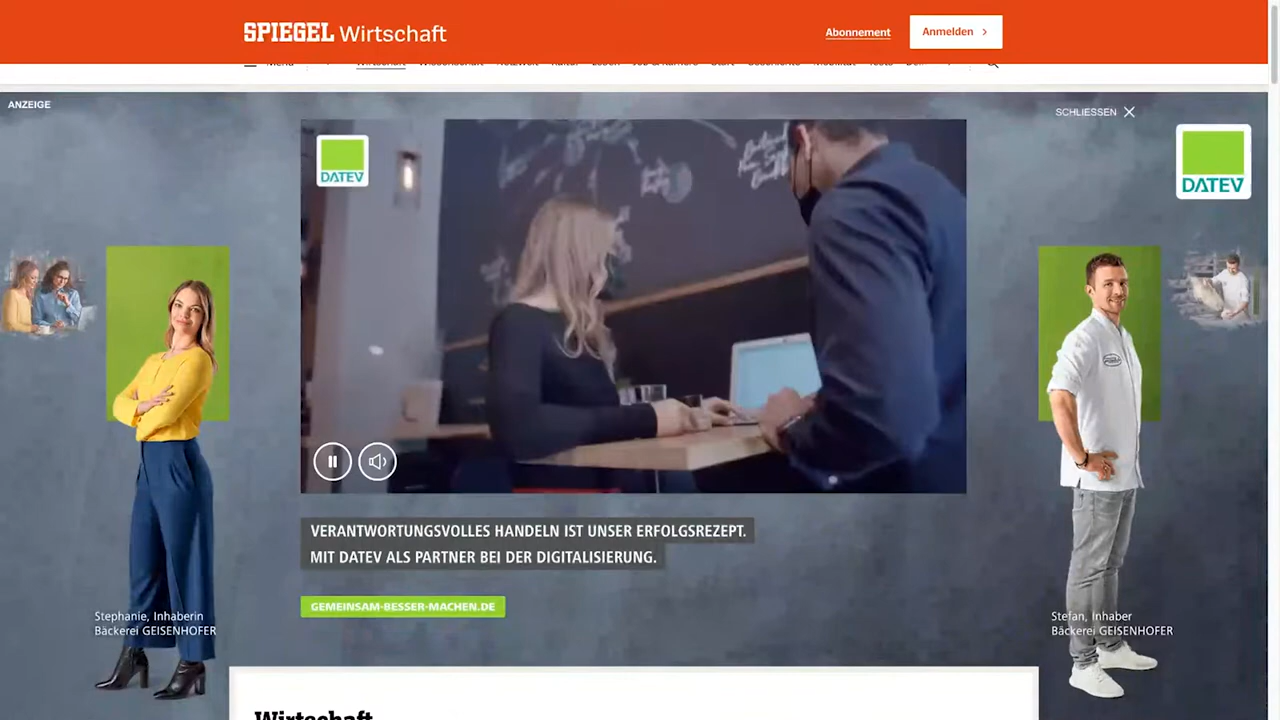 SPIEGEL Wirtschaft
Abonnement
Anmelden
ANZEIGE
SCHLIESSEN
DATEV
DATEV
VERANTWORTUNGSVOLLES HANDELN IST UNSER ERFOLGSREZEPT.
MIT DATEV ALS PARTNER BEI DER DIGITALISIERUNG.
GEMEINSAM-BESSER-MACHEN.DE
Stephanie, Inhaberin
Bäckerei GEISENHOFER
Stefan, Inhaber
Bäckerei GEISENHOFER
Wirtschaft